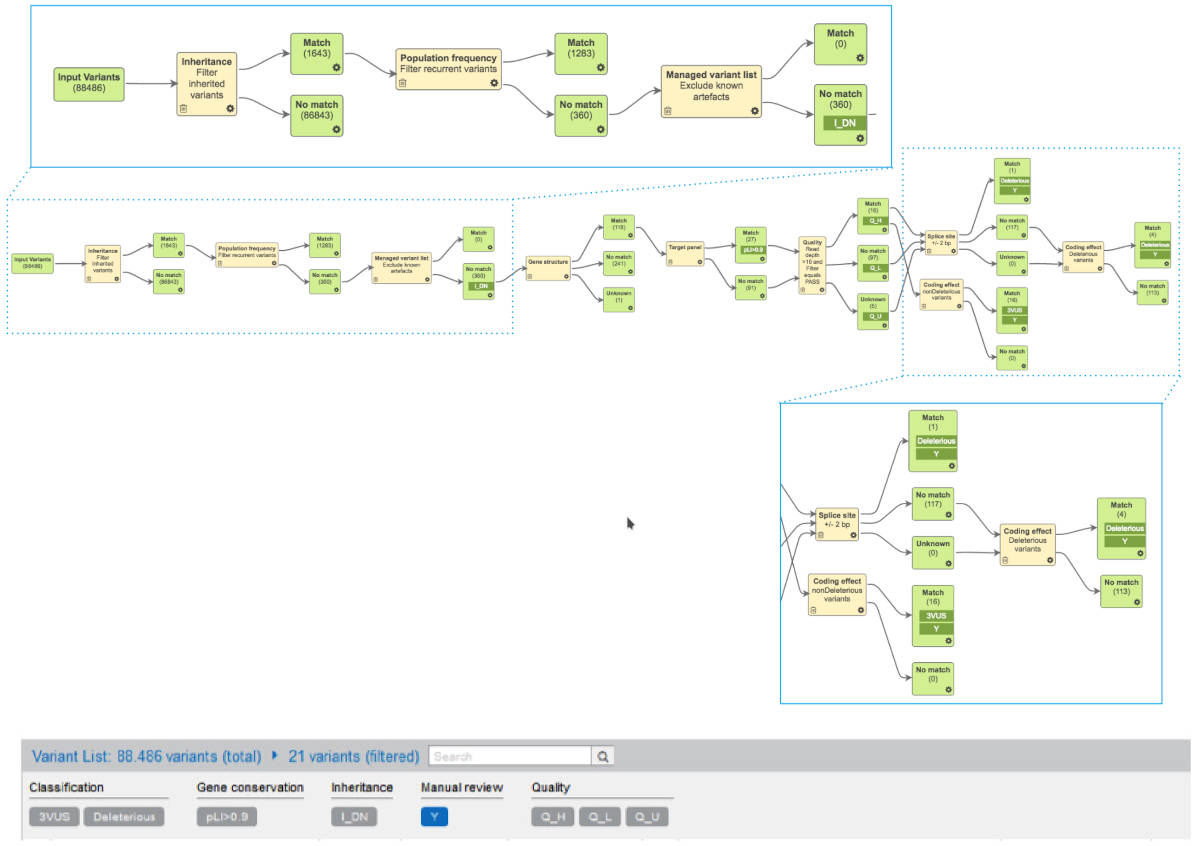 Input Variants
(88486)
Inheritance
Filter
inherited
variants
Match
(1643)
No match
(86843)
Population frequency
Filter recurrent variants
Match
(1283)
No match
(360)
Managed variant list
Exclude known
artefacts
Match
(0)
No match
(360)
I_DN
Input Variants
(88486)
Inheritance
Filter
inherited
variants
Match
(1643)
No match
(86843)
Population frequency
Filter recurrent variants
Match
(1283)
No match
(360)
Managed variant list
Exclude known
artefacts
Match
(0)
No match
(360)
I_DN
Gene structure
Match
(118)
No match
(241)
Unknown
(1)
Target panel
Match
(27)
pLI>0.9
No match
(91)
Quality
Read
depth
>10 and
Filter
equals
PASS
Match
(16)
Q_H
No match
(97)
Q_L
Unknown
(5)
Q_U
Splice site
+/- 2 bp
Coding effect
nonDeleterious
variants
Match
(1)
Deleterious
Y
No match
(117)
Unknown
(0)
Match
(16)
3VUS
Y
No match
(0)
Coding effect
Deleterious
variants
Match
(4)
Deleterious
Y
No match
(113)
Splice site
+/- 2 bp
Coding effect
nonDeleterious
variants
Match
(1)
Deleterious
Y
No match
(117)
Unknown
(0)
Match
(16)
3VUS
Y
No match
(0)
Coding effect
Deleterious
variants
Match
(4)
Deleterious
Y
No match
(113)
Variant List: 88.486 variants (total) 21 variants (filtered) Search
Classification Gene conservation Inheritance Manual review Quality
3VUS Deleterious pLI>0.9 I_DN Y Q_H Q_L Q_U